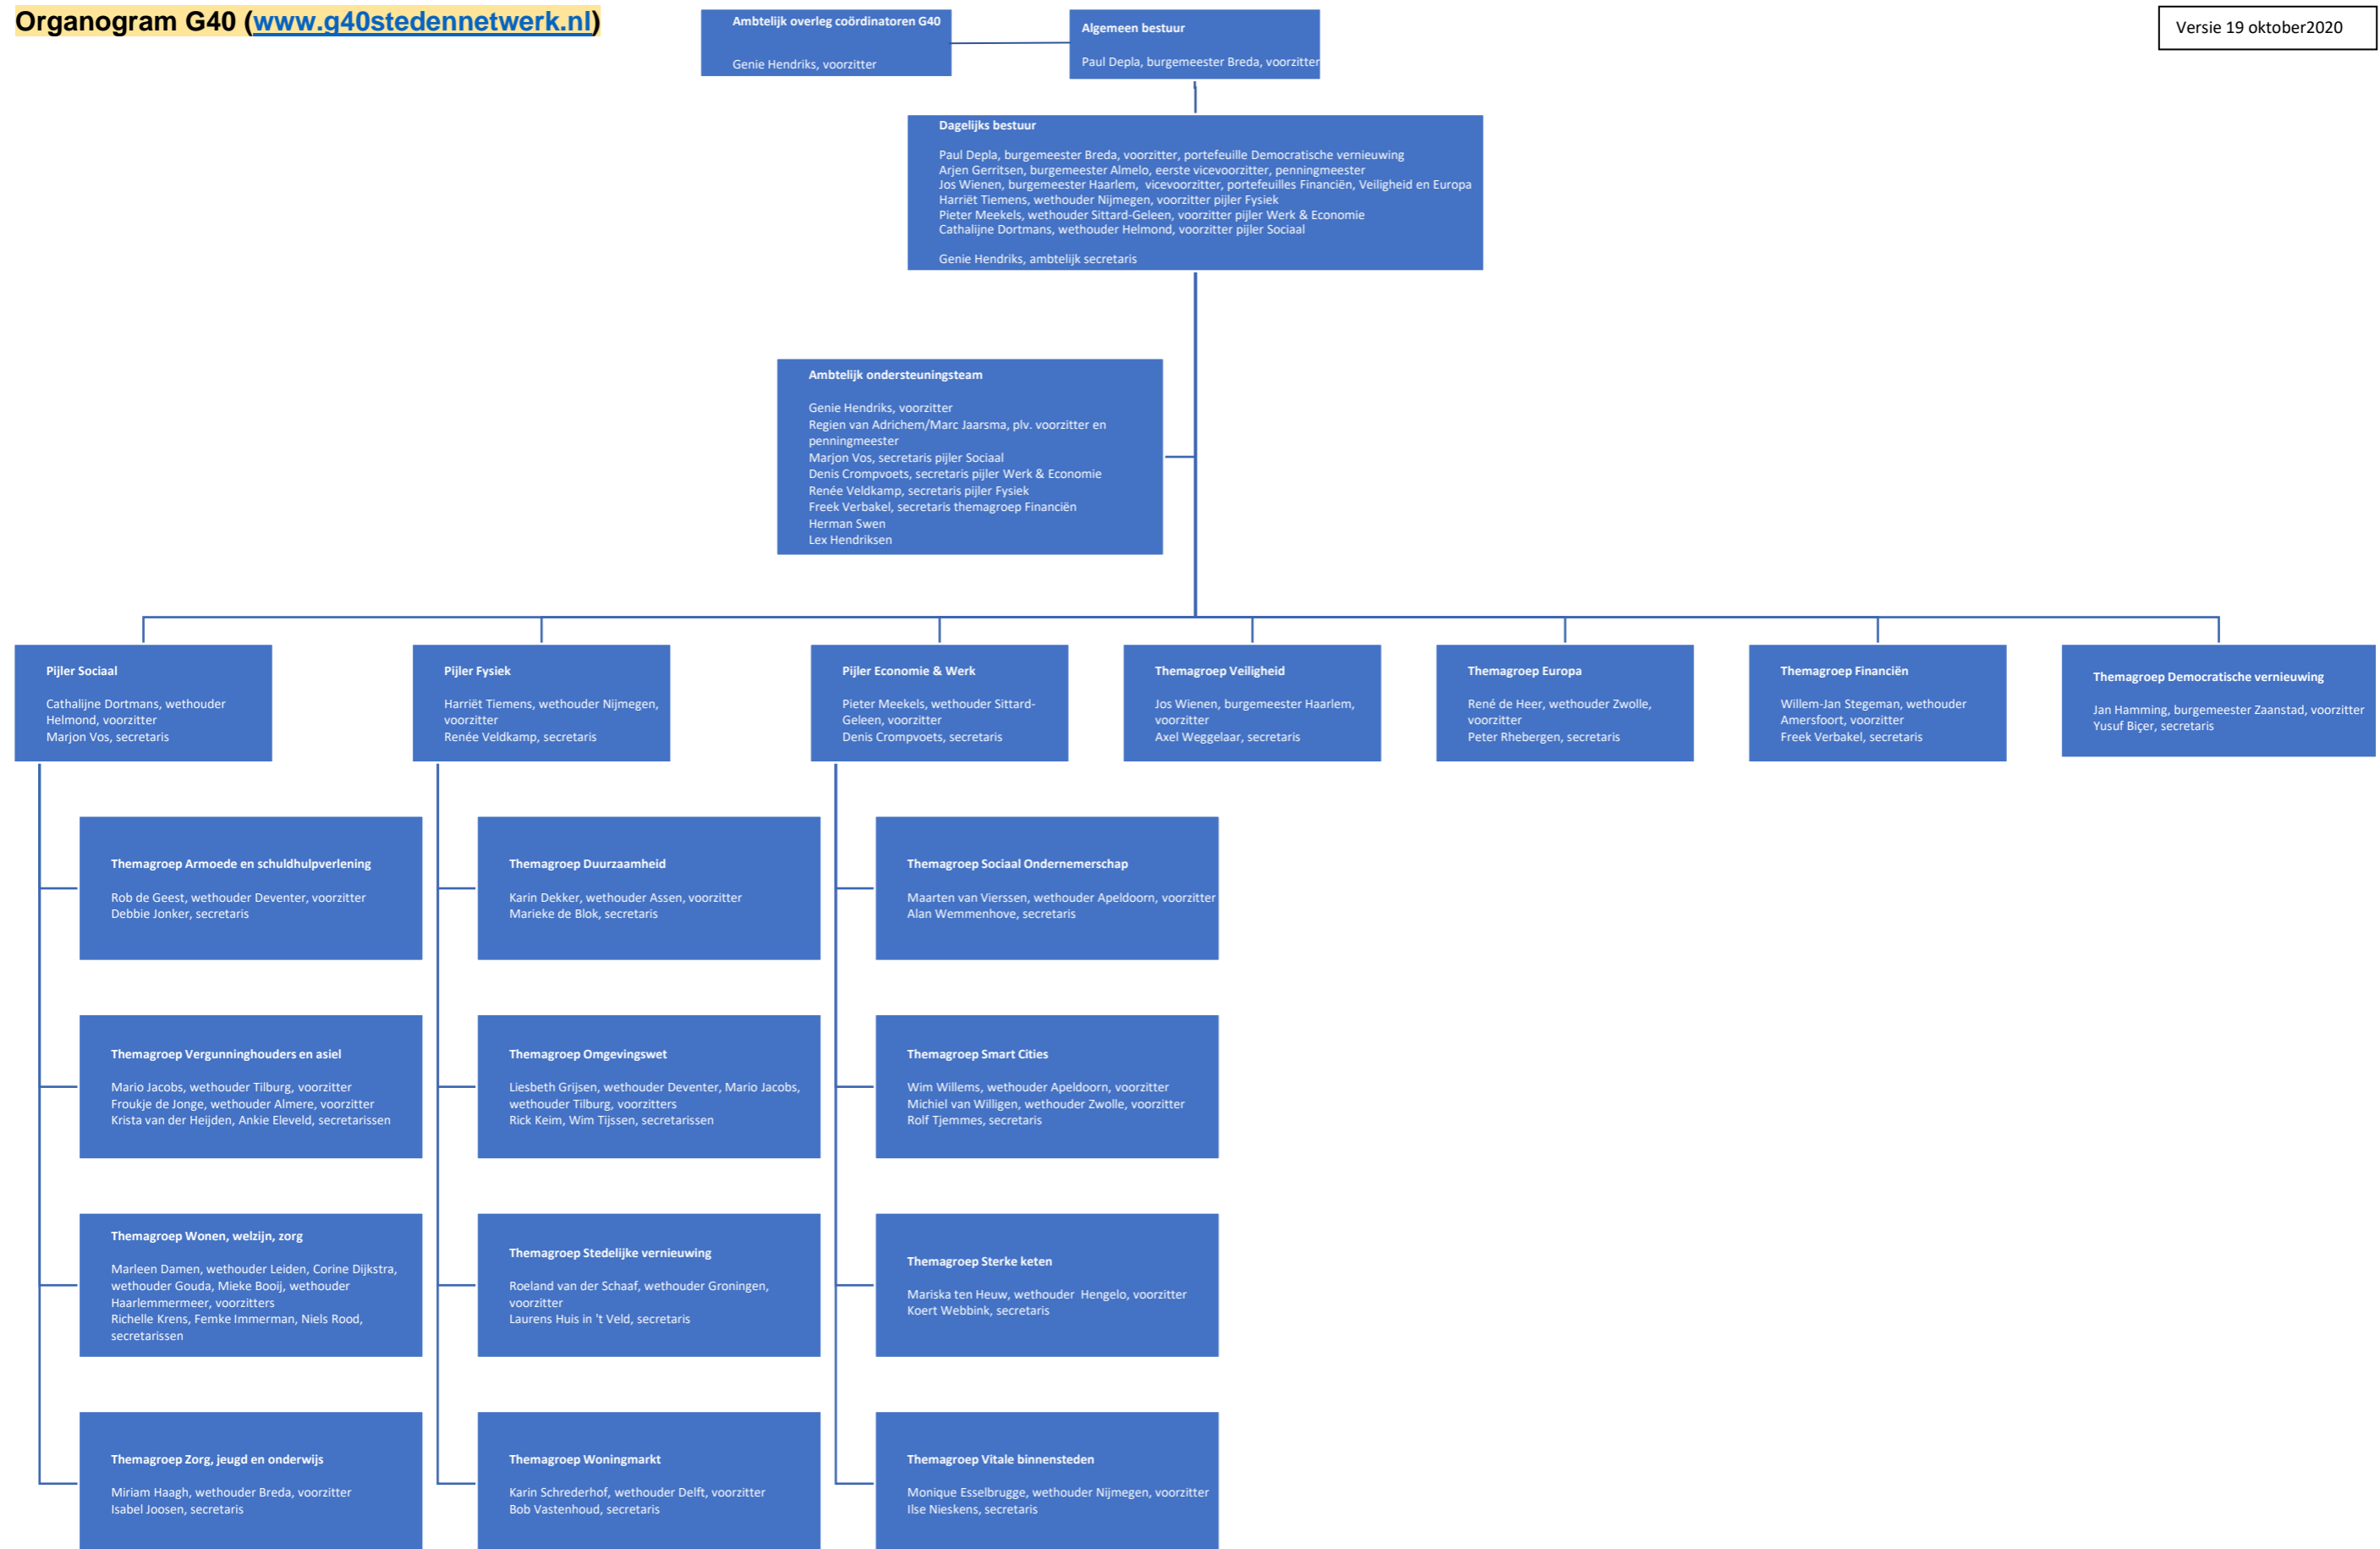 Organogram G40 (www.g40stedennetwerk.nl)
Ambtelijk overleg coördinatoren G40
Genie Hendriks, voorzitter
Algemeen bestuur
Paul Depla, burgemeester Breda, voorzitter
Versie 19 oktober2020
Dagelijks bestuur
Paul Depla, burgemeester Breda, voorzitter, portefeuille Democratische vernieuwing
Arjen Gerritsen, burgemeester Almelo, eerste vicevoorzitter, penningmeester
Jos Wienen, burgemeester Haarlem, vicevoorzitter, portefeuilles Financiën, Veiligheid en Europa
Harriët Tiemens, wethouder Nijmegen, voorzitter pijler Fysiek
Pieter Meekels, wethouder Sittard-Geleen, voorzitter pijler Werk & Economie
Cathalijne Dortmans, wethouder Helmond, voorzitter pijler Sociaal
Genie Hendriks, ambtelijk secretaris
Ambtelijk ondersteuningsteam
Genie Hendriks, voorzitter
Regien van Adrichem/Marc Jaarsma, plv. voorzitter en
penningmeester
Marjon Vos, secretaris pijler Sociaal
Denis Crompvoets, secretaris pijler Werk & Economie
Renée Veldkamp, secretaris pijler Fysiek
Freek Verbakel, secretaris themagroep Financiën
Herman Swen
Lex Hendriksen
Pijler Sociaal
Cathalijne Dortmans, wethouder
Helmond, voorzitter
Marjon Vos, secretaris
Pijler Fysiek
Harriët Tiemens, wethouder Nijmegen,
voorzitter
Renée Veldkamp, secretaris
Pijler Economie & Werk
Pieter Meekels, wethouder Sittard-
Geleen, voorzitter
Denis Crompvoets, secretaris
Themagroep Veiligheid
Jos Wienen, burgemeester Haarlem,
voorzitter
Axel Weggelaar, secretaris
Themagroep Europa
René de Heer, wethouder Zwolle,
voorzitter
Peter Rhebergen, secretaris
Themagroep Financiën
Willem-Jan Stegeman, wethouder
Amersfoort, voorzitter
Freek Verbakel, secretaris
Themagroep Democratische vernieuwing
Jan Hamming, burgemeester Zaanstad, voorzitter
Yusuf Biçer, secretaris
Themagroep Armoede en schuldhulpverlening
Rob de Geest, wethouder Deventer, voorzitter
Debbie Jonker, secretaris
Themagroep Duurzaamheid
Karin Dekker, wethouder Assen, voorzitter
Marieke de Blok, secretaris
Themagroep Sociaal Ondernemerschap
Maarten van Vierssen, wethouder Apeldoorn, voorzitter
Alan Wemmenhove, secretaris
Themagroep Vergunninghouders en asiel
Mario Jacobs, wethouder Tilburg, voorzitter
Froukje de Jonge, wethouder Almere, voorzitter
Krista van der Heijden, Ankie Eleveld, secretarissen
Themagroep Omgevingswet
Liesbeth Grijsen, wethouder Deventer, Mario Jacobs,
wethouder Tilburg, voorzitters
Rick Keim, Wim Tijssen, secretarissen
Themagroep Smart Cities
Wim Willems, wethouder Apeldoorn, voorzitter
Michiel van Willigen, wethouder Zwolle, voorzitter
Rolf Tjemmes, secretaris
Themagroep Wonen, welzijn, zorg
Marleen Damen, wethouder Leiden, Corine Dijkstra,
wethouder Gouda, Mieke Booij, wethouder
Haarlemmermeer, voorzitters
Richelle Krens, Femke Immerman, Niels Rood,
secretarissen
Themagroep Stedelijke vernieuwing
Roeland van der Schaaf, wethouder Groningen,
voorzitter
Laurens Huis in 't Veld, secretaris
Themagroep Sterke keten
Mariska ten Heuw, wethouder Hengelo, voorzitter
Koert Webbink, secretaris
Themagroep Zorg, jeugd en onderwijs
Miriam Haagh, wethouder Breda, voorzitter
Isabel Joosen, secretaris
Themagroep Woningmarkt
Karin Schrederhof, wethouder Delft, voorzitter
Bob Vastenhoud, secretaris
Themagroep Vitale binnensteden
Monique Esselbrugge, wethouder Nijmegen, voorzitter
Ilse Nieskens, secretaris